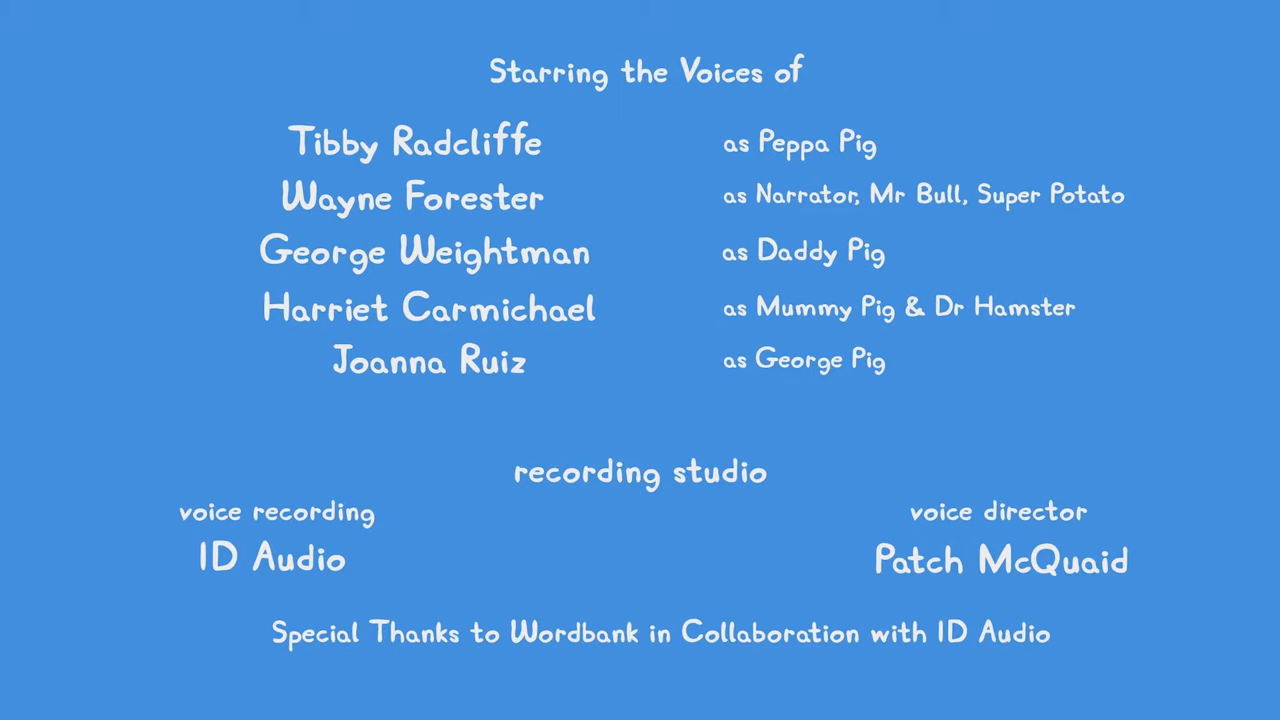 Starring the Voices of
Tibby Radcliffe as Peppa Pig
Wayne Forester as Narrator, Mr Bull, Super Potato
George Weightman as Daddy Pig
Harriet Carmichael as Mummy Pig & Dr Hamster
Joanna Ruiz as George Pig
recording studio
voice recording voice director
ID Audio Patch McQuaid
Special Thanks to Wordbank in Collaboration with ID Audio